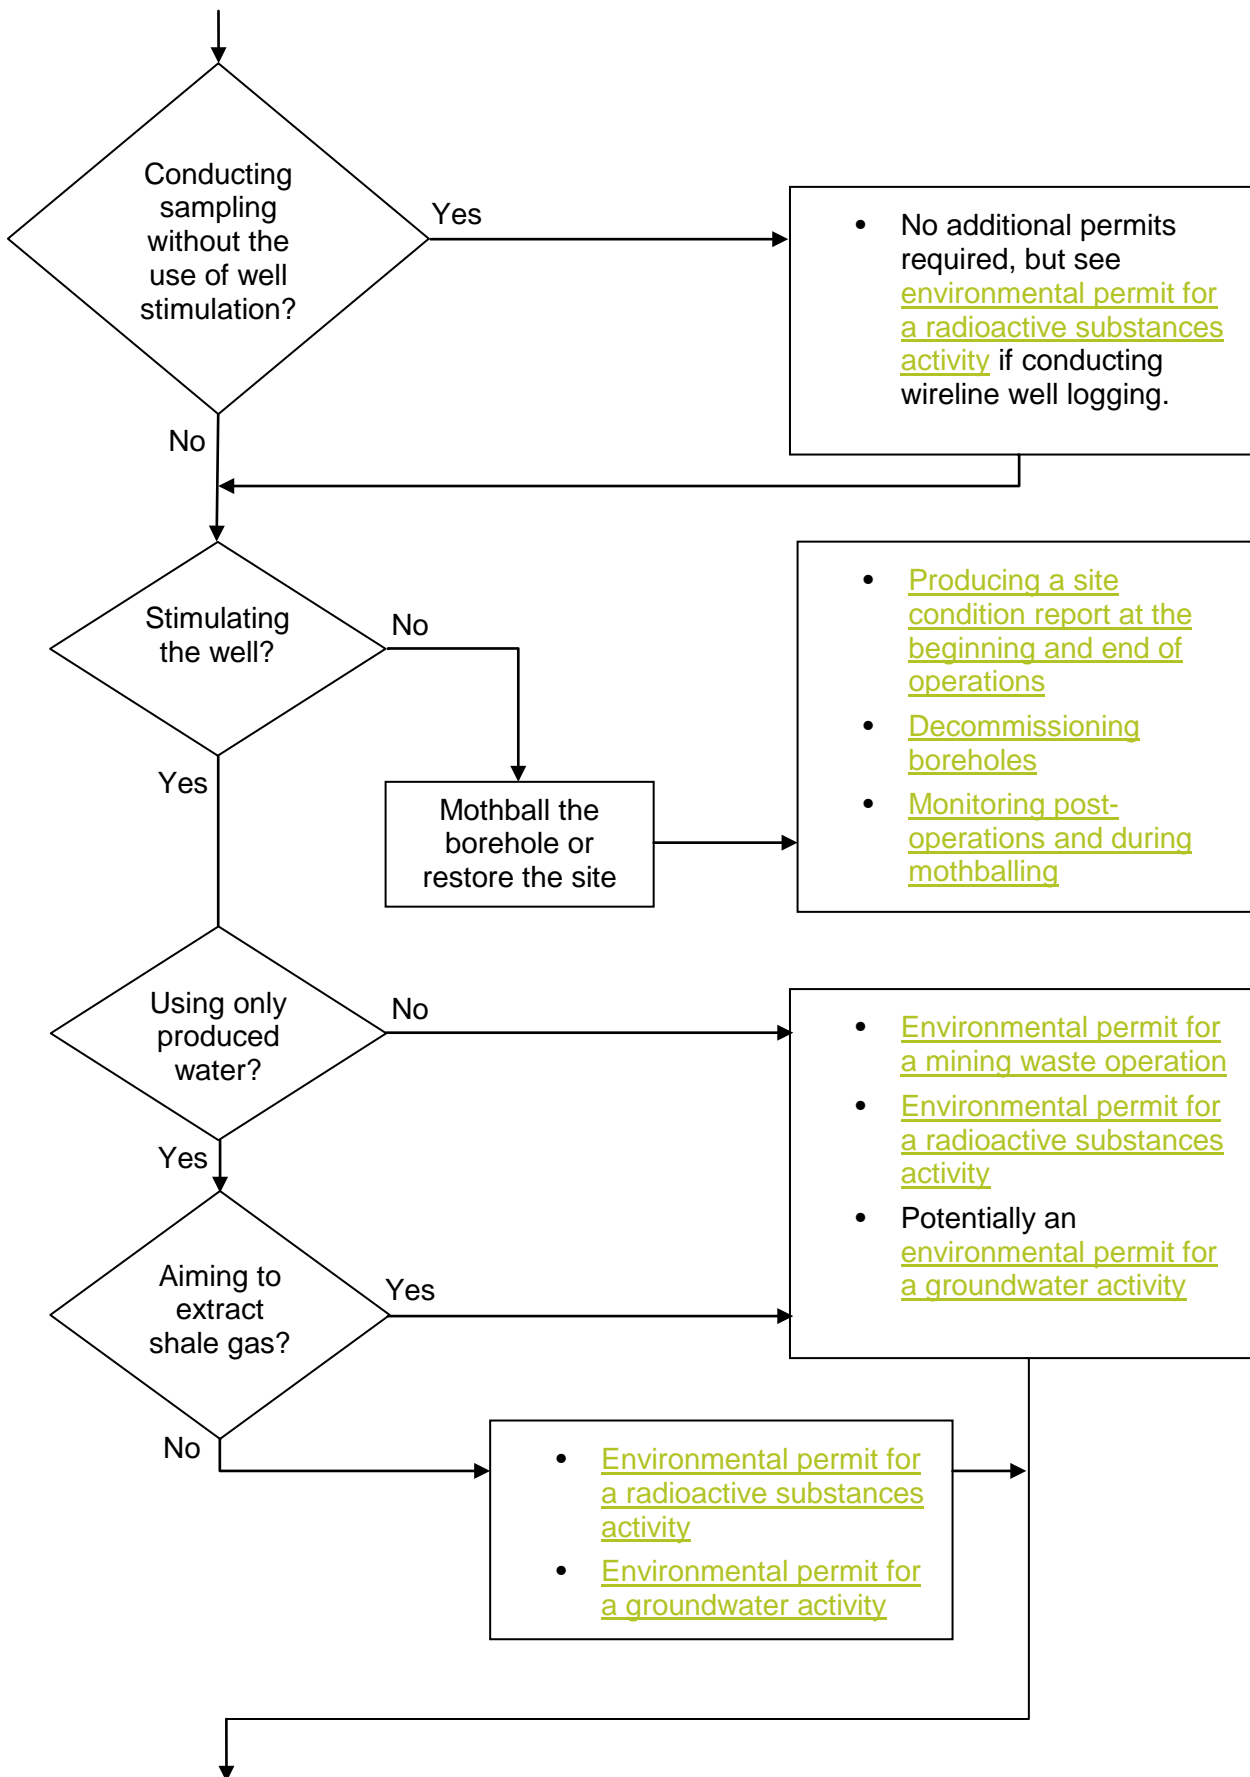 Conducting
sampling
without the
use of well
stimulation?
Yes
• No additional permits
required, but see
environmental permit for
a radioactive substances
activity if conducting
wireline well logging.
No
Stimulating
the well?
No
Yes
Mothball the
borehole or
restore the site
• Producing a site
condition report at the
beginning and end of
operations
• Decommissioning
boreholes
• Monitoring post-
operations and during
mothballing
Using only
produced
water?
No
Yes
• Environmental permit for
a mining waste operation
• Environmental permit for
a radioactive substances
activity
• Potentially an
environmental permit for
a groundwater activity
Aiming to
extract
shale gas?
Yes
No
• Environmental permit for
a radioactive substances
activity
• Environmental permit for
a groundwater activity